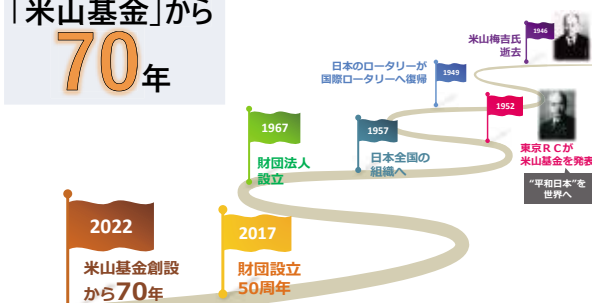 「米山基金」から
70年
1946
米山梅吉氏
逝去
日本のロータリーが
国際ロータリーへ復帰
1949
1952
東京RCが
米山基金を発表
“平和日本”を
世界へ
1957
日本全国の
組織へ
1967
財団法人
設立
2017
財団設立
50周年
2022
米山基金創設
から70年